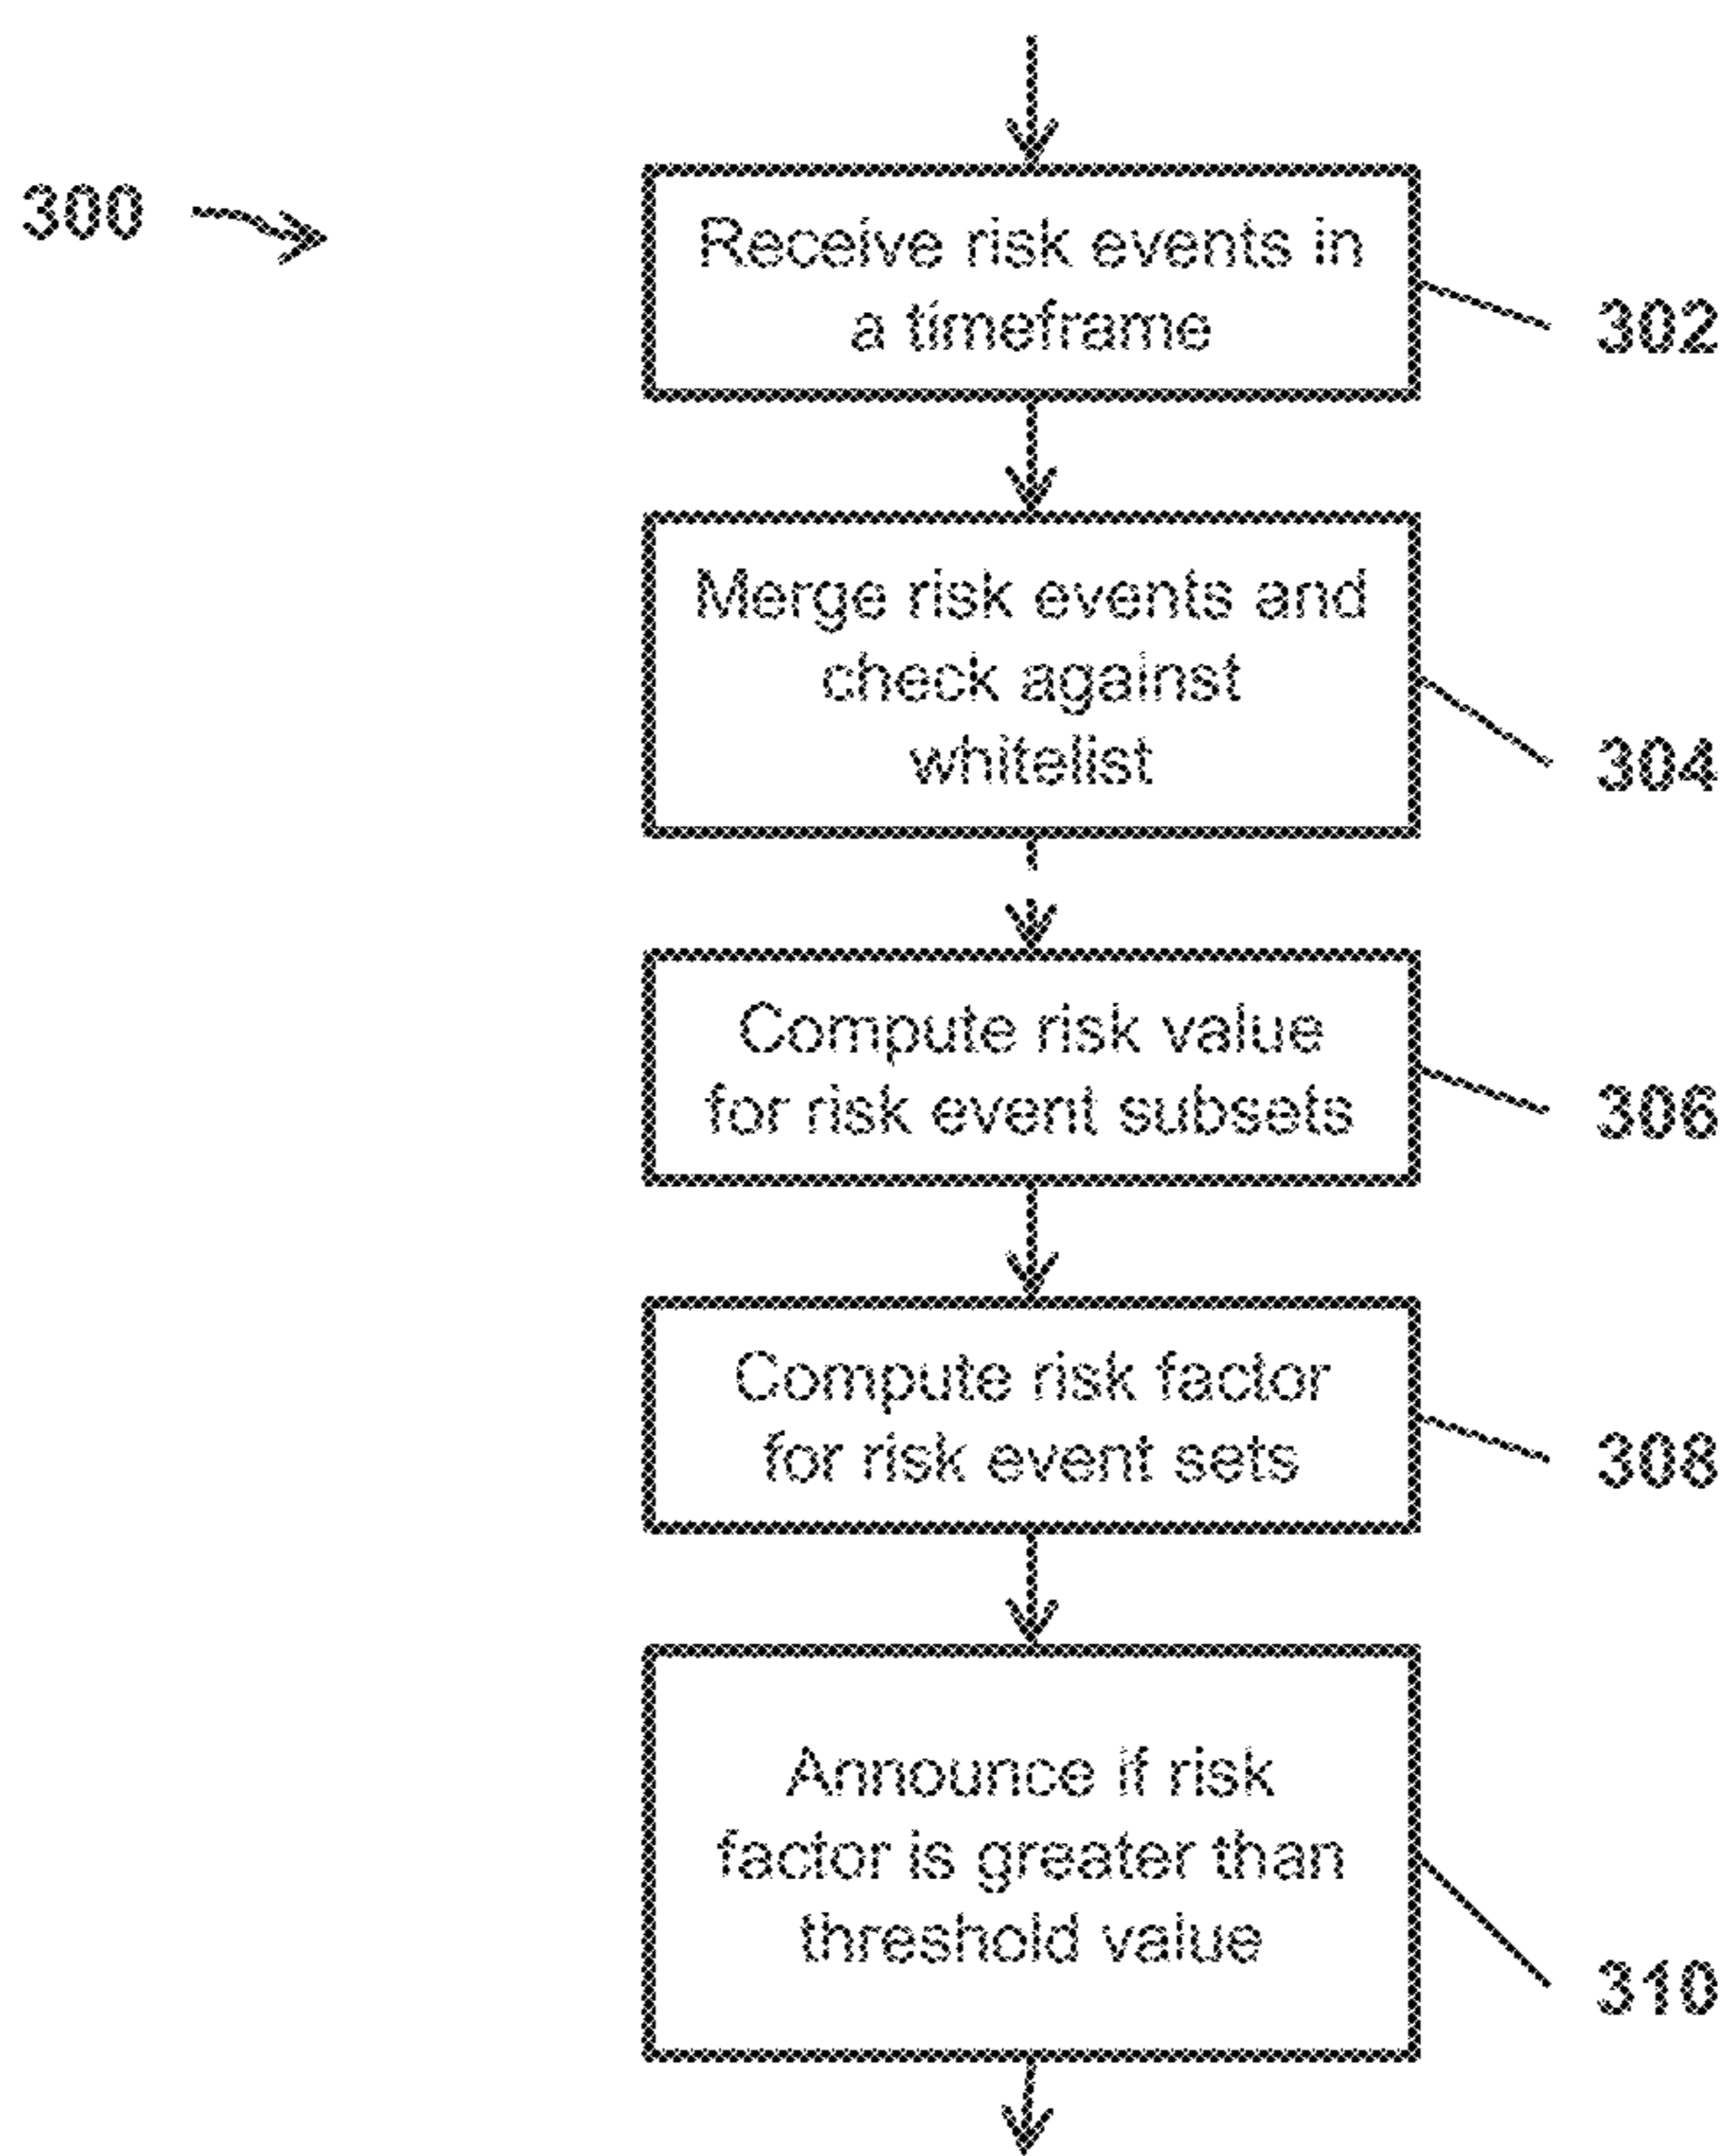 300
Receive risk events in
a timeframe
302
Merge risk events and
check against
whitelist
304
Compute risk value
for risk event subsets
306
Compute risk factor
for risk event sets
308
Announce if risk
factor is greater than
threshold value
310